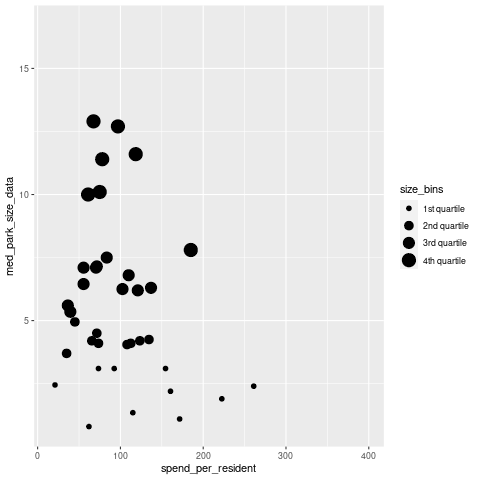 15
10
5
med_park_size_data
0
100
200
300
400
spend_per_resident
size_bins
1st quartile
2nd quartile
3rd quartile
4th quartile